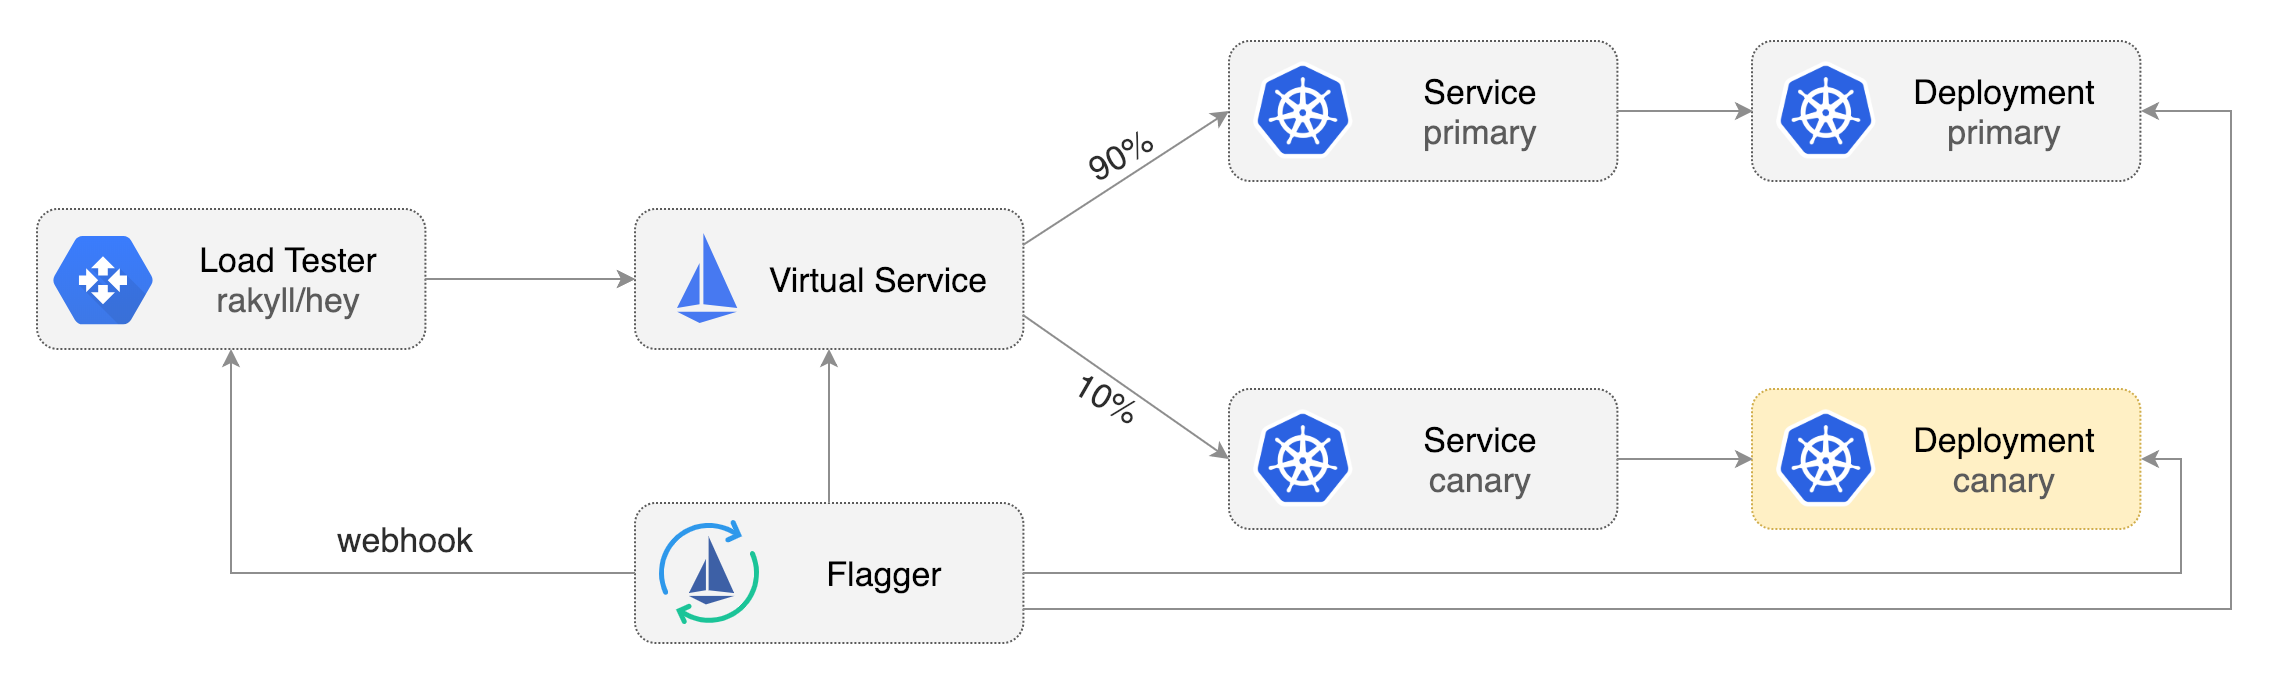 Service
primary
Deployment
primary
90%
Load Tester
rakyll/hey
Virtual Service
10%
Service
canary
Deployment
canary
webhook
Flagger